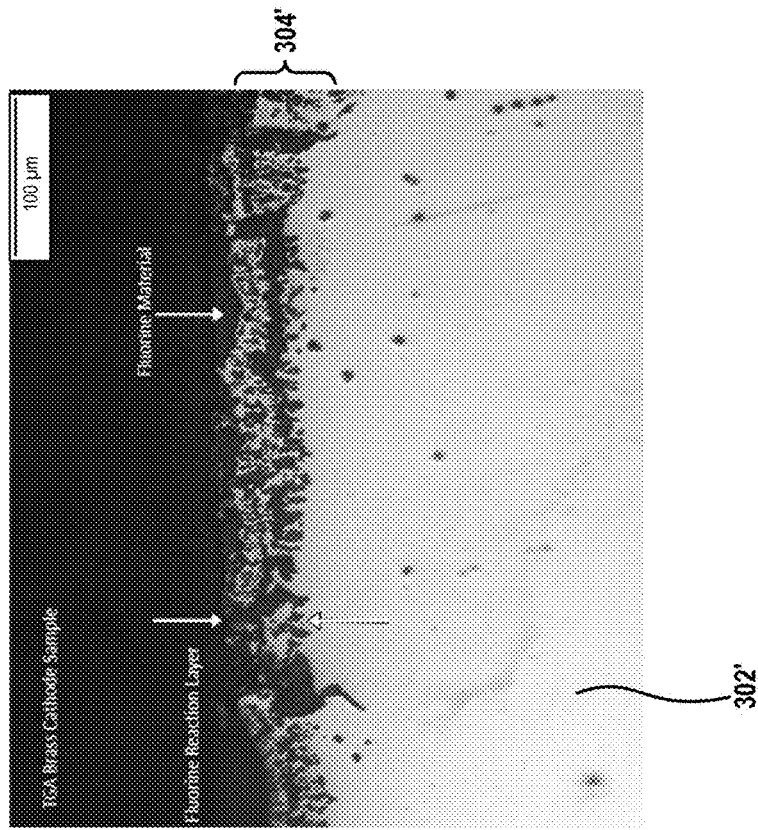 TGA Brass Cathode Sample
Fluorine Reaction Layer
Fluorine Material
100 µm
304'
302'